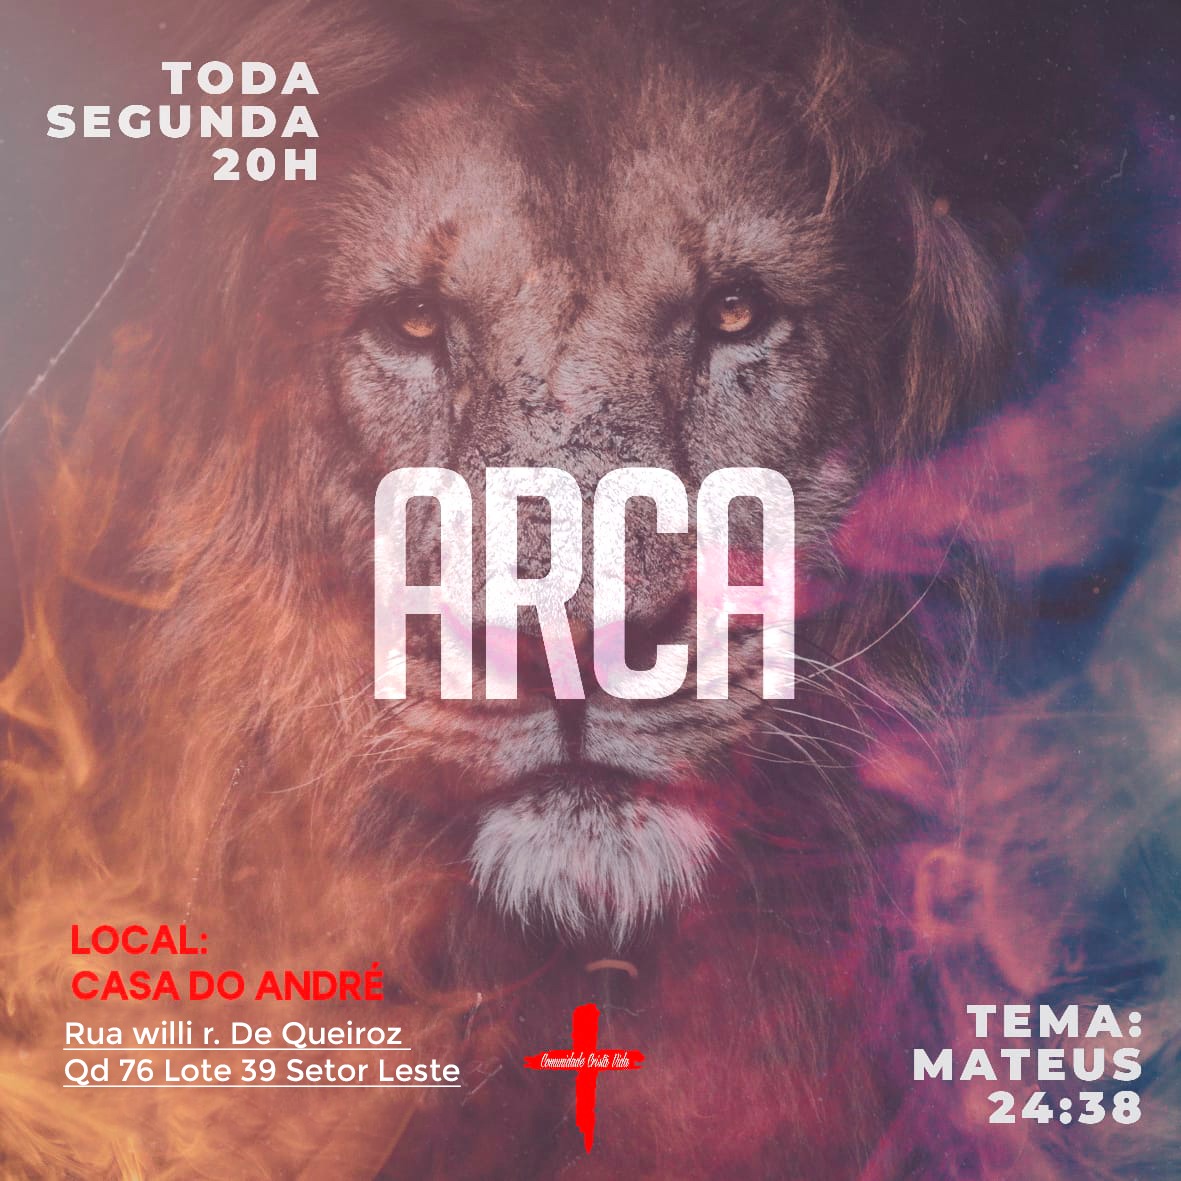 TODA
SEGUNDA
20H
ARCA
LOCAL:
CASA DO ANDRÉ
Rua willi r. De Queiroz
Qd 76 Lote 39 Setor Leste
Comunidade Cristã Vida
TEMA:
MATEUS
24:38